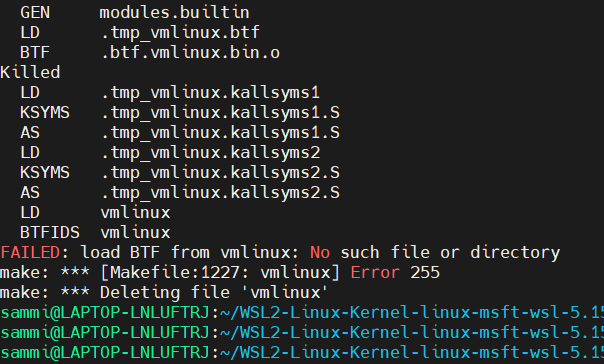 GEN modules.builtin
LD .tmp_vmlinux.btf
BTF .btf.vmlinux.bin.o
Killed
LD .tmp_vmlinux.kallsyms1
KSYMS .tmp_vmlinux.kallsyms1.S
AS .tmp_vmlinux.kallsyms1.S
LD .tmp_vmlinux.kallsyms2
KSYMS .tmp_vmlinux.kallsyms2.S
AS .tmp_vmlinux.kallsyms2.S
LD vmlinux
BTFIDS vmlinux
FAILED: load BTF from vmlinux: No such file or directory
make: *** [Makefile:1227: vmlinux] Error 255
make: *** Deleting file 'vmlinux'
sammi@LAPTOP-LNLUFTRJ:~/WSL2-Linux-Kernel-linux-msft-wsl-5.15
sammi@LAPTOP-LNLUFTRJ:~/WSL2-Linux-Kernel-linux-msft-wsl-5.15
sammi@LAPTOP-LNLUFTRJ:~/WSL2-Linux-Kernel-linux-msft-wsl-5.15